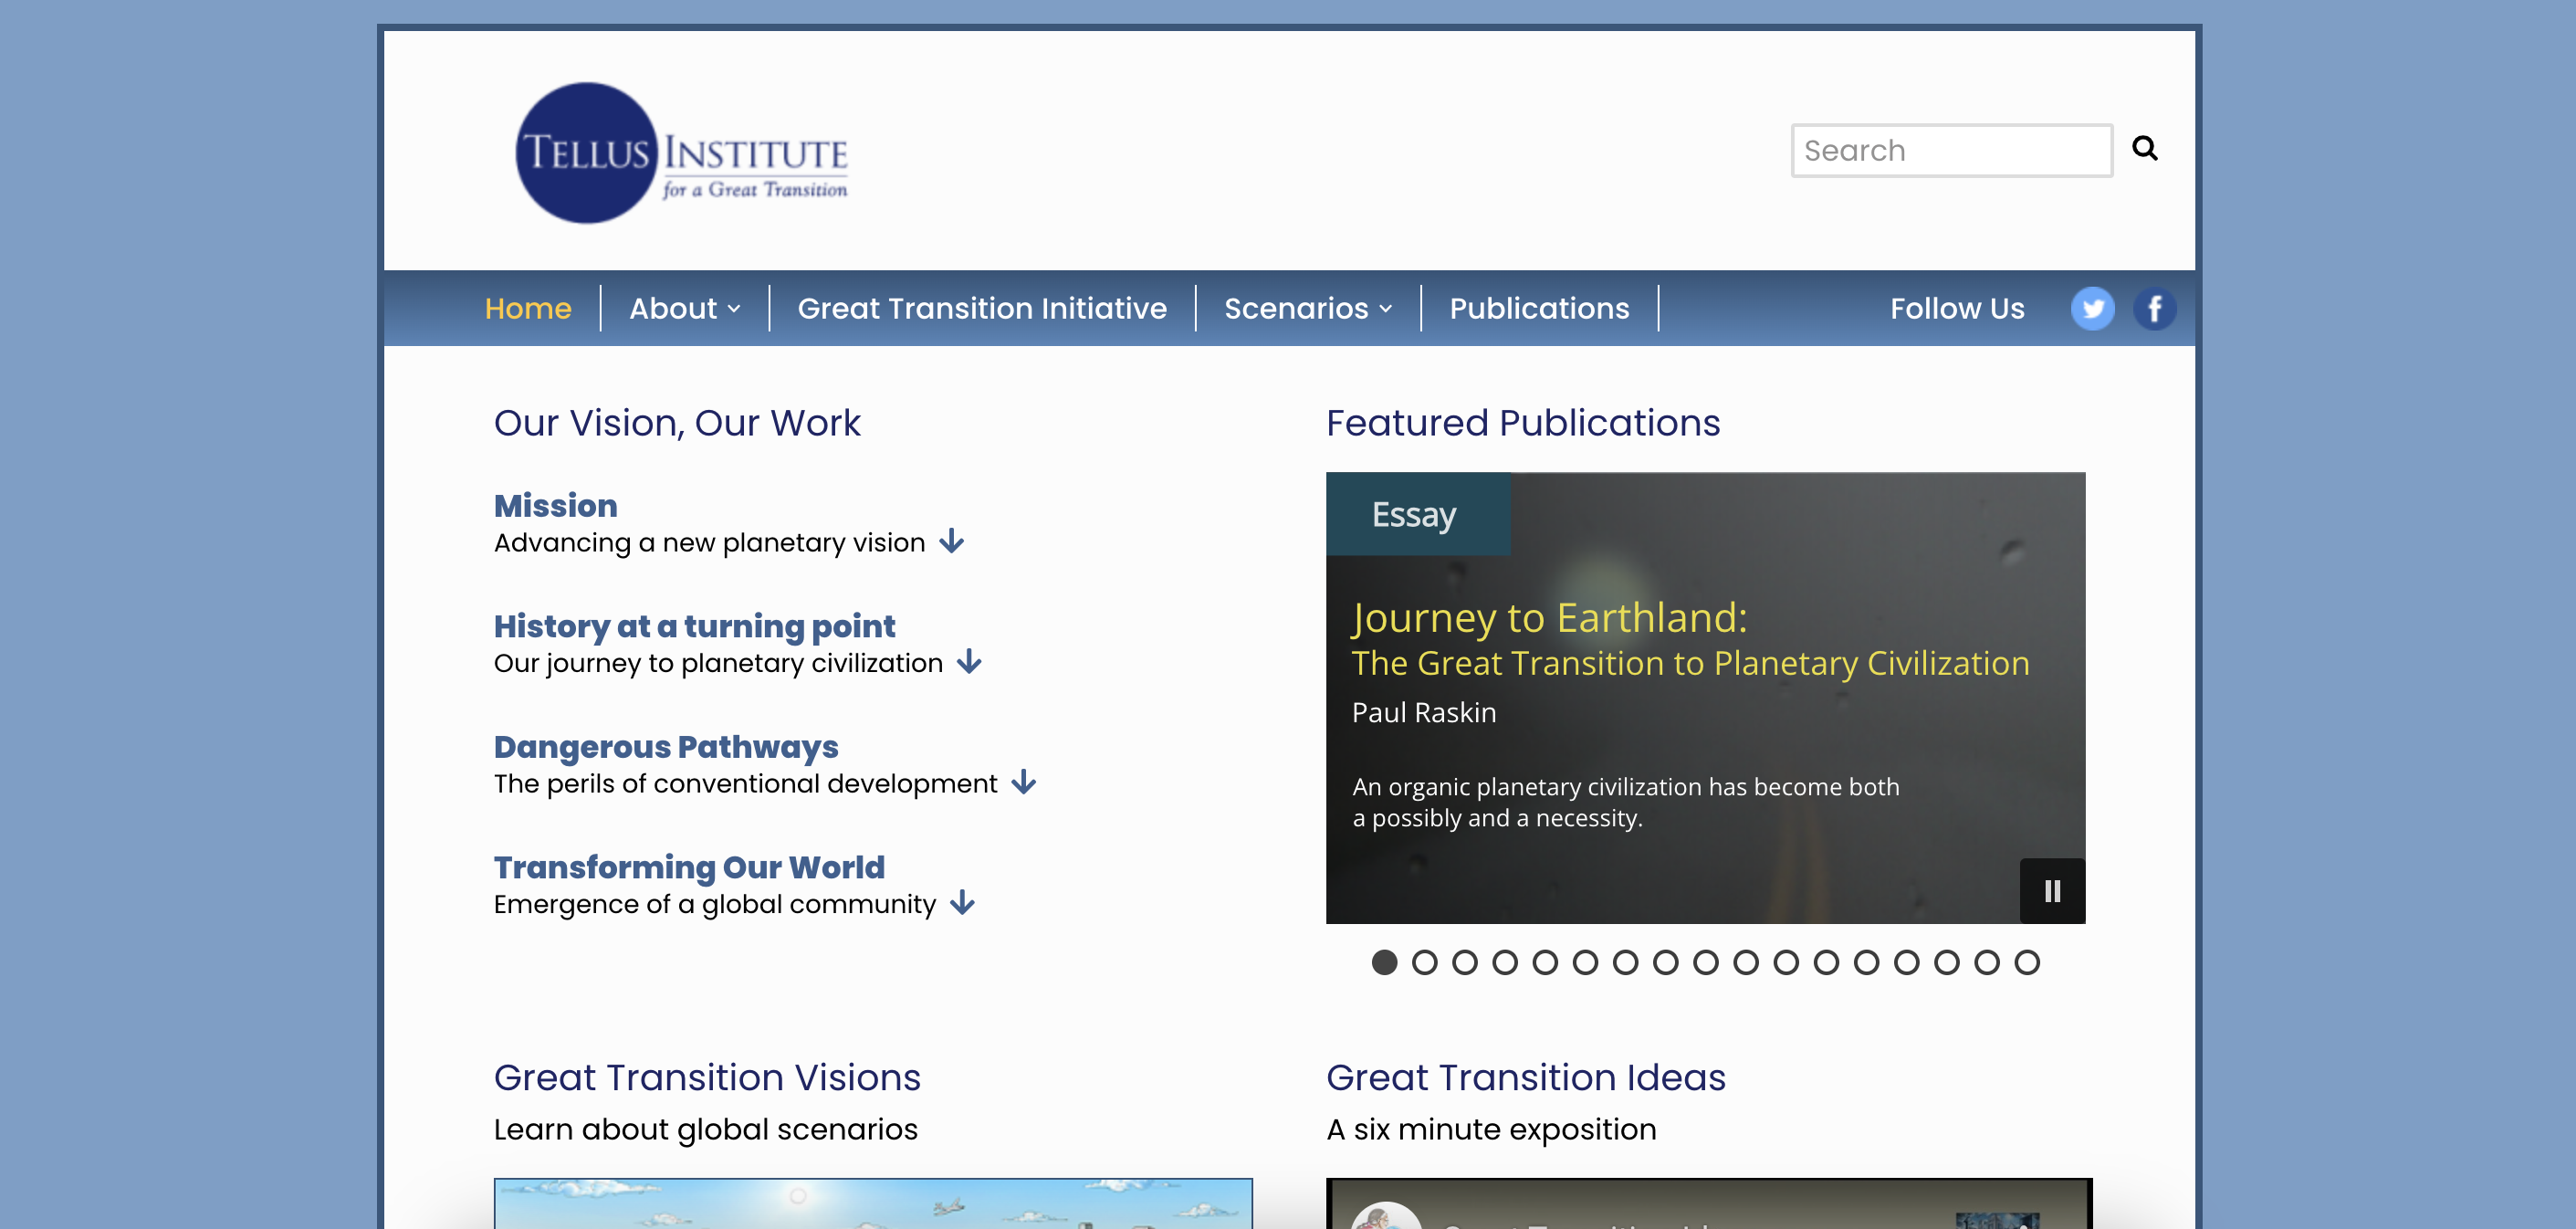 TELLUS INSTITUTE
for a Great Transition
Search
Home
About
Great Transition Initiative
Scenarios
Publications
Follow Us
Our Vision, Our Work
Mission
Advancing a new planetary vision
History at a turning point
Our journey to planetary civilization
Dangerous Pathways
The perils of conventional development
Transforming Our World
Emergence of a global community
Featured Publications
Essay
Journey to Earthland:
The Great Transition to Planetary Civilization
Paul Raskin
An organic planetary civilization has become both
a possibly and a necessity.
Great Transition Visions
Learn about global scenarios
Great Transition Ideas
A six minute exposition